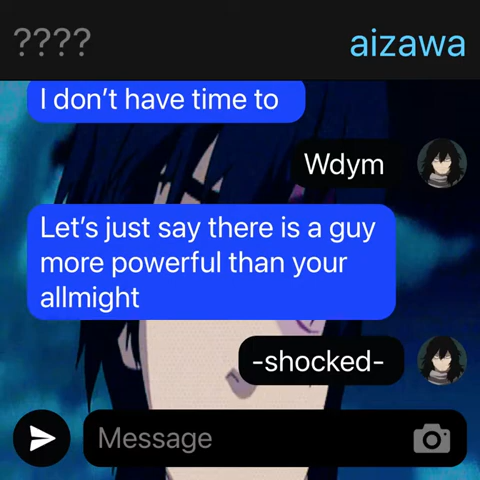 ????
aizawa
I don't have time to
Wdym
Let's just say there is a guy
more powerful than your
allmight
-shocked-
Message